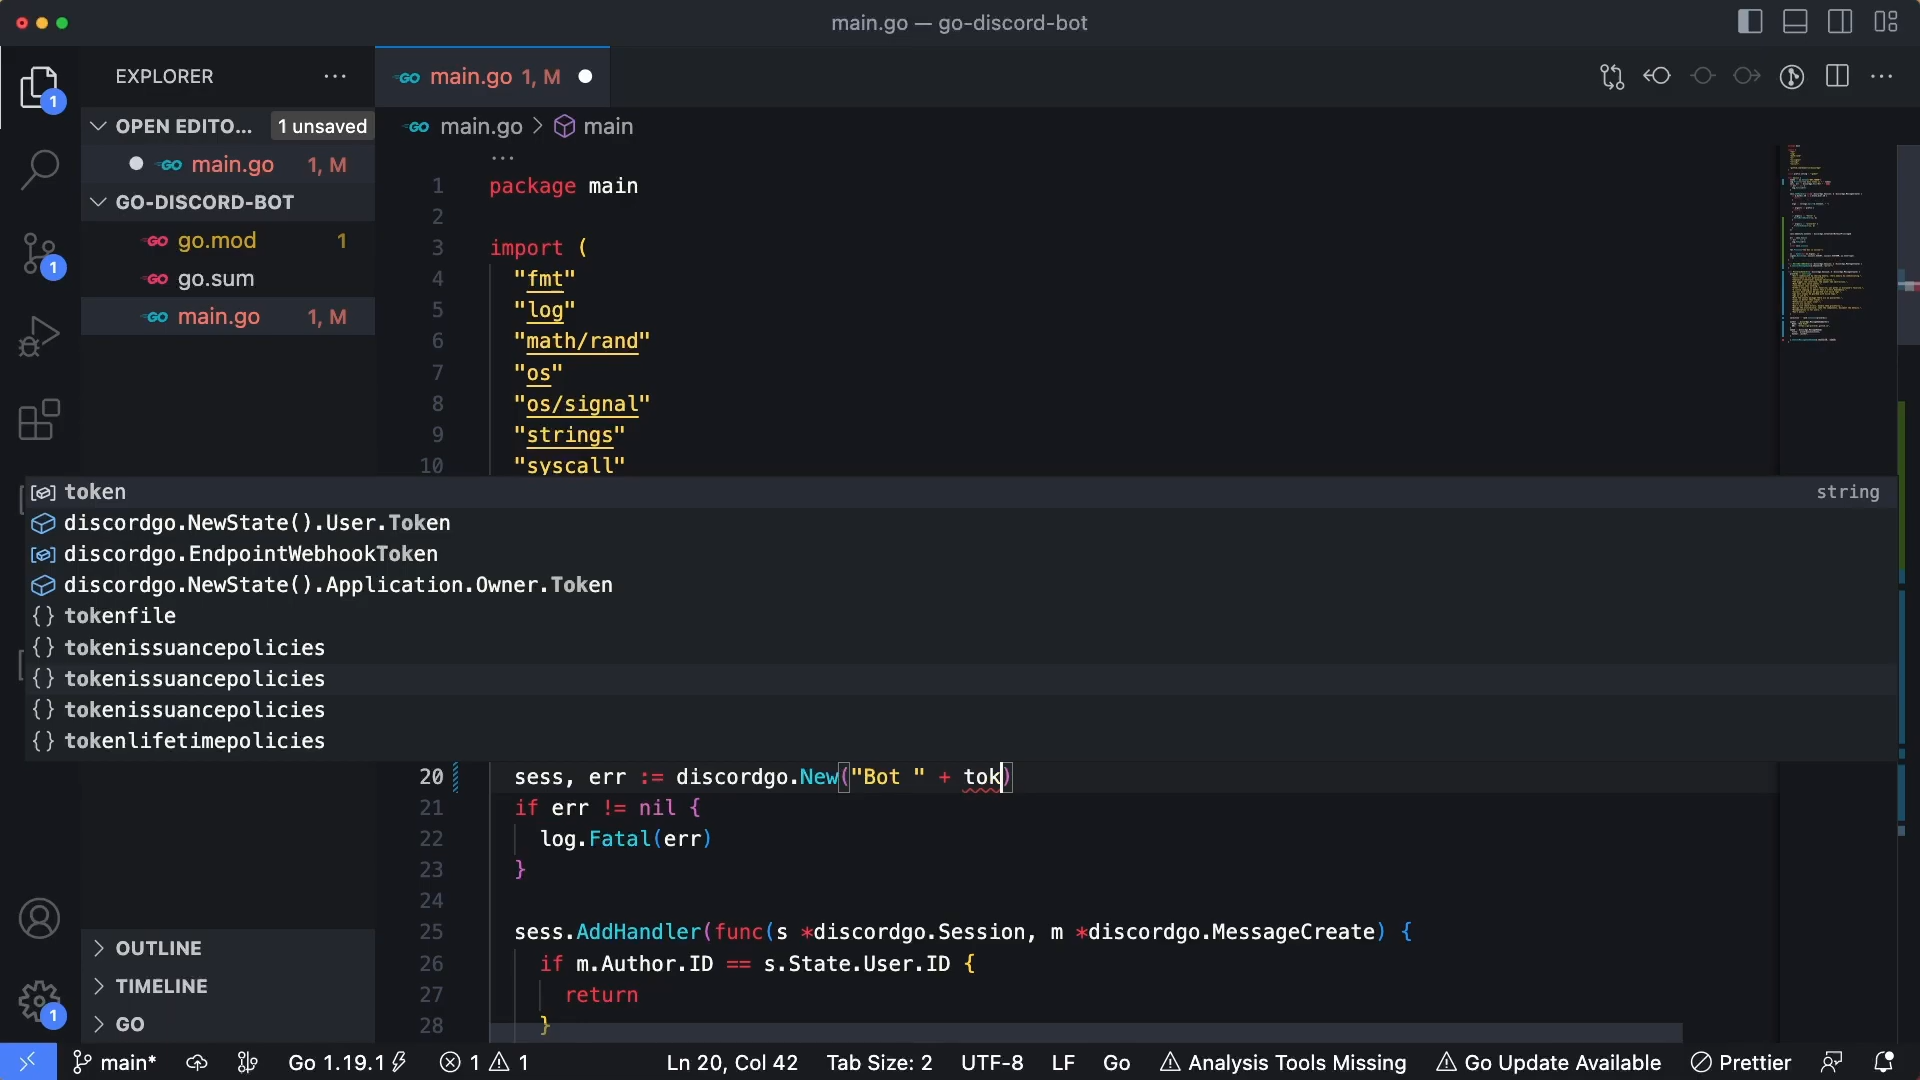 main.go — go-discord-bot
EXPLORER
main.go 1, M
OPEN EDITO... 1 unsaved
main.go 1, M
GO-DISCORD-BOT
go.mod 1
go.sum
main.go 1, M
1
1
main.go > main
...
1 package main
2
3 import (
4 "fmt"
5 "log"
6 "math/rand"
7 "os"
8 "os/signal"
9 "strings"
10 "syscall"
token string
discordgo.NewState().User.Token
discordgo.EndpointWebhookToken
discordgo.NewState().Application.Owner.Token
{} tokenfile
{} tokenissuancepolicies
{} tokenissuancepolicies
{} tokenissuancepolicies
{} tokenlifetimepolicies
20 sess, err := discordgo.New("Bot " + tok)
21 if err != nil {
22 log.Fatal(err)
23 }
24
25 sess.AddHandler(func(s *discordgo.Session, m *discordgo.MessageCreate) {
26 if m.Author.ID == s.State.User.ID {
27 return
28 }
OUTLINE
TIMELINE
GO
1
main* Go 1.19.1 1 1 Ln 20, Col 42 Tab Size: 2 UTF-8 LF Go Analysis Tools Missing Go Update Available Prettier